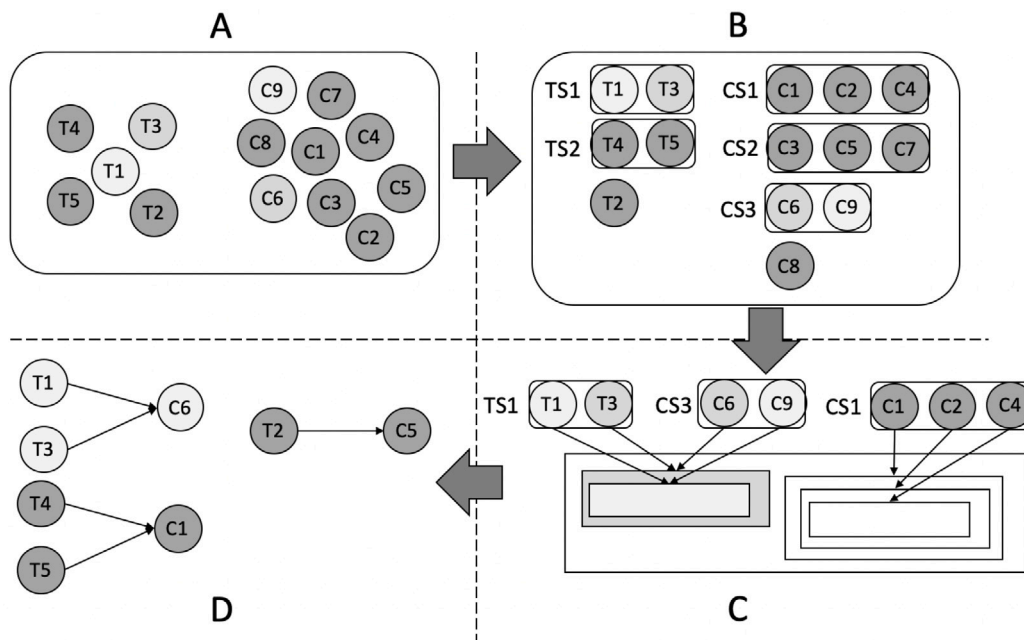 A
B
C9
C7
T4
T3
C8
C1
C4
T1
T5
T2
C6
C3
C5
C2
TS1 T1 T3 CS1 C1 C2 C4
TS2 T4 T5 CS2 C3 C5 C7
T2 CS3 C6 C9
C8
T1
C6
T3
T2 C5
T4
C1
T5
TS1 T1 T3 CS3 C6 C9 CS1 C1 C2 C4
D
C